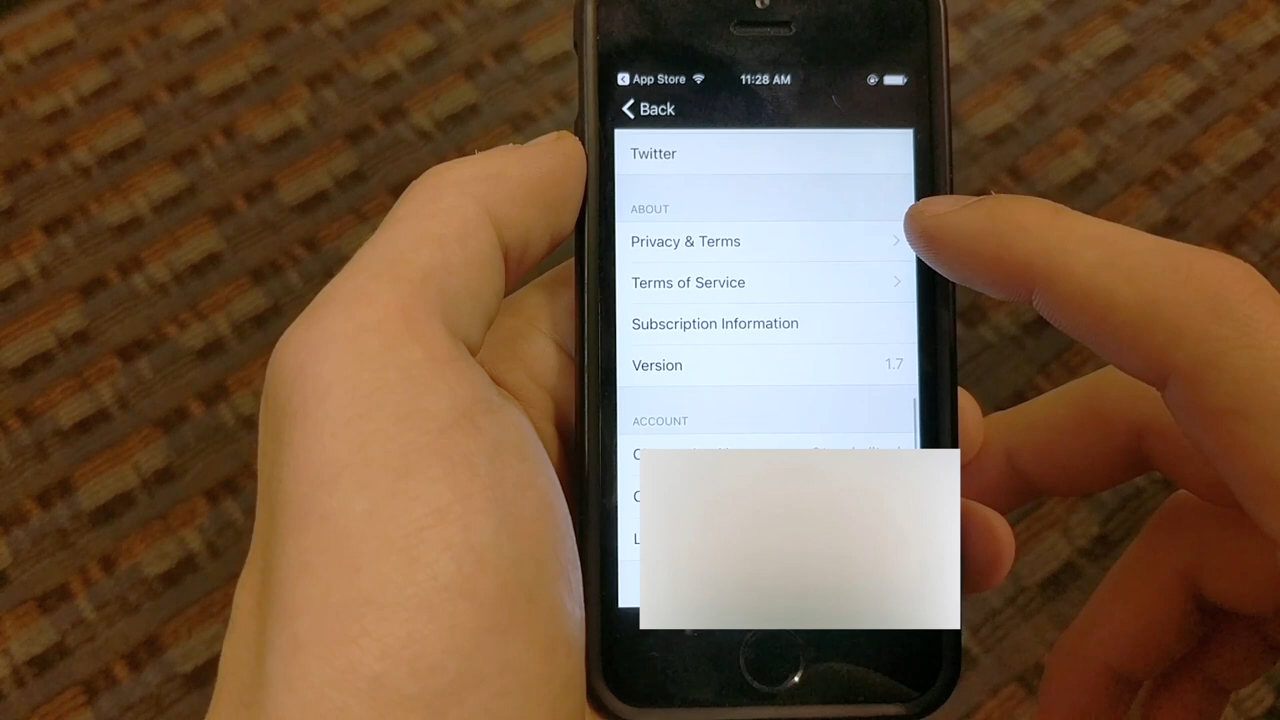 App Store 11:28 AM
Back
Twitter
ABOUT
Privacy & Terms
Terms of Service
Subscription Information
Version 1.7
ACCOUNT